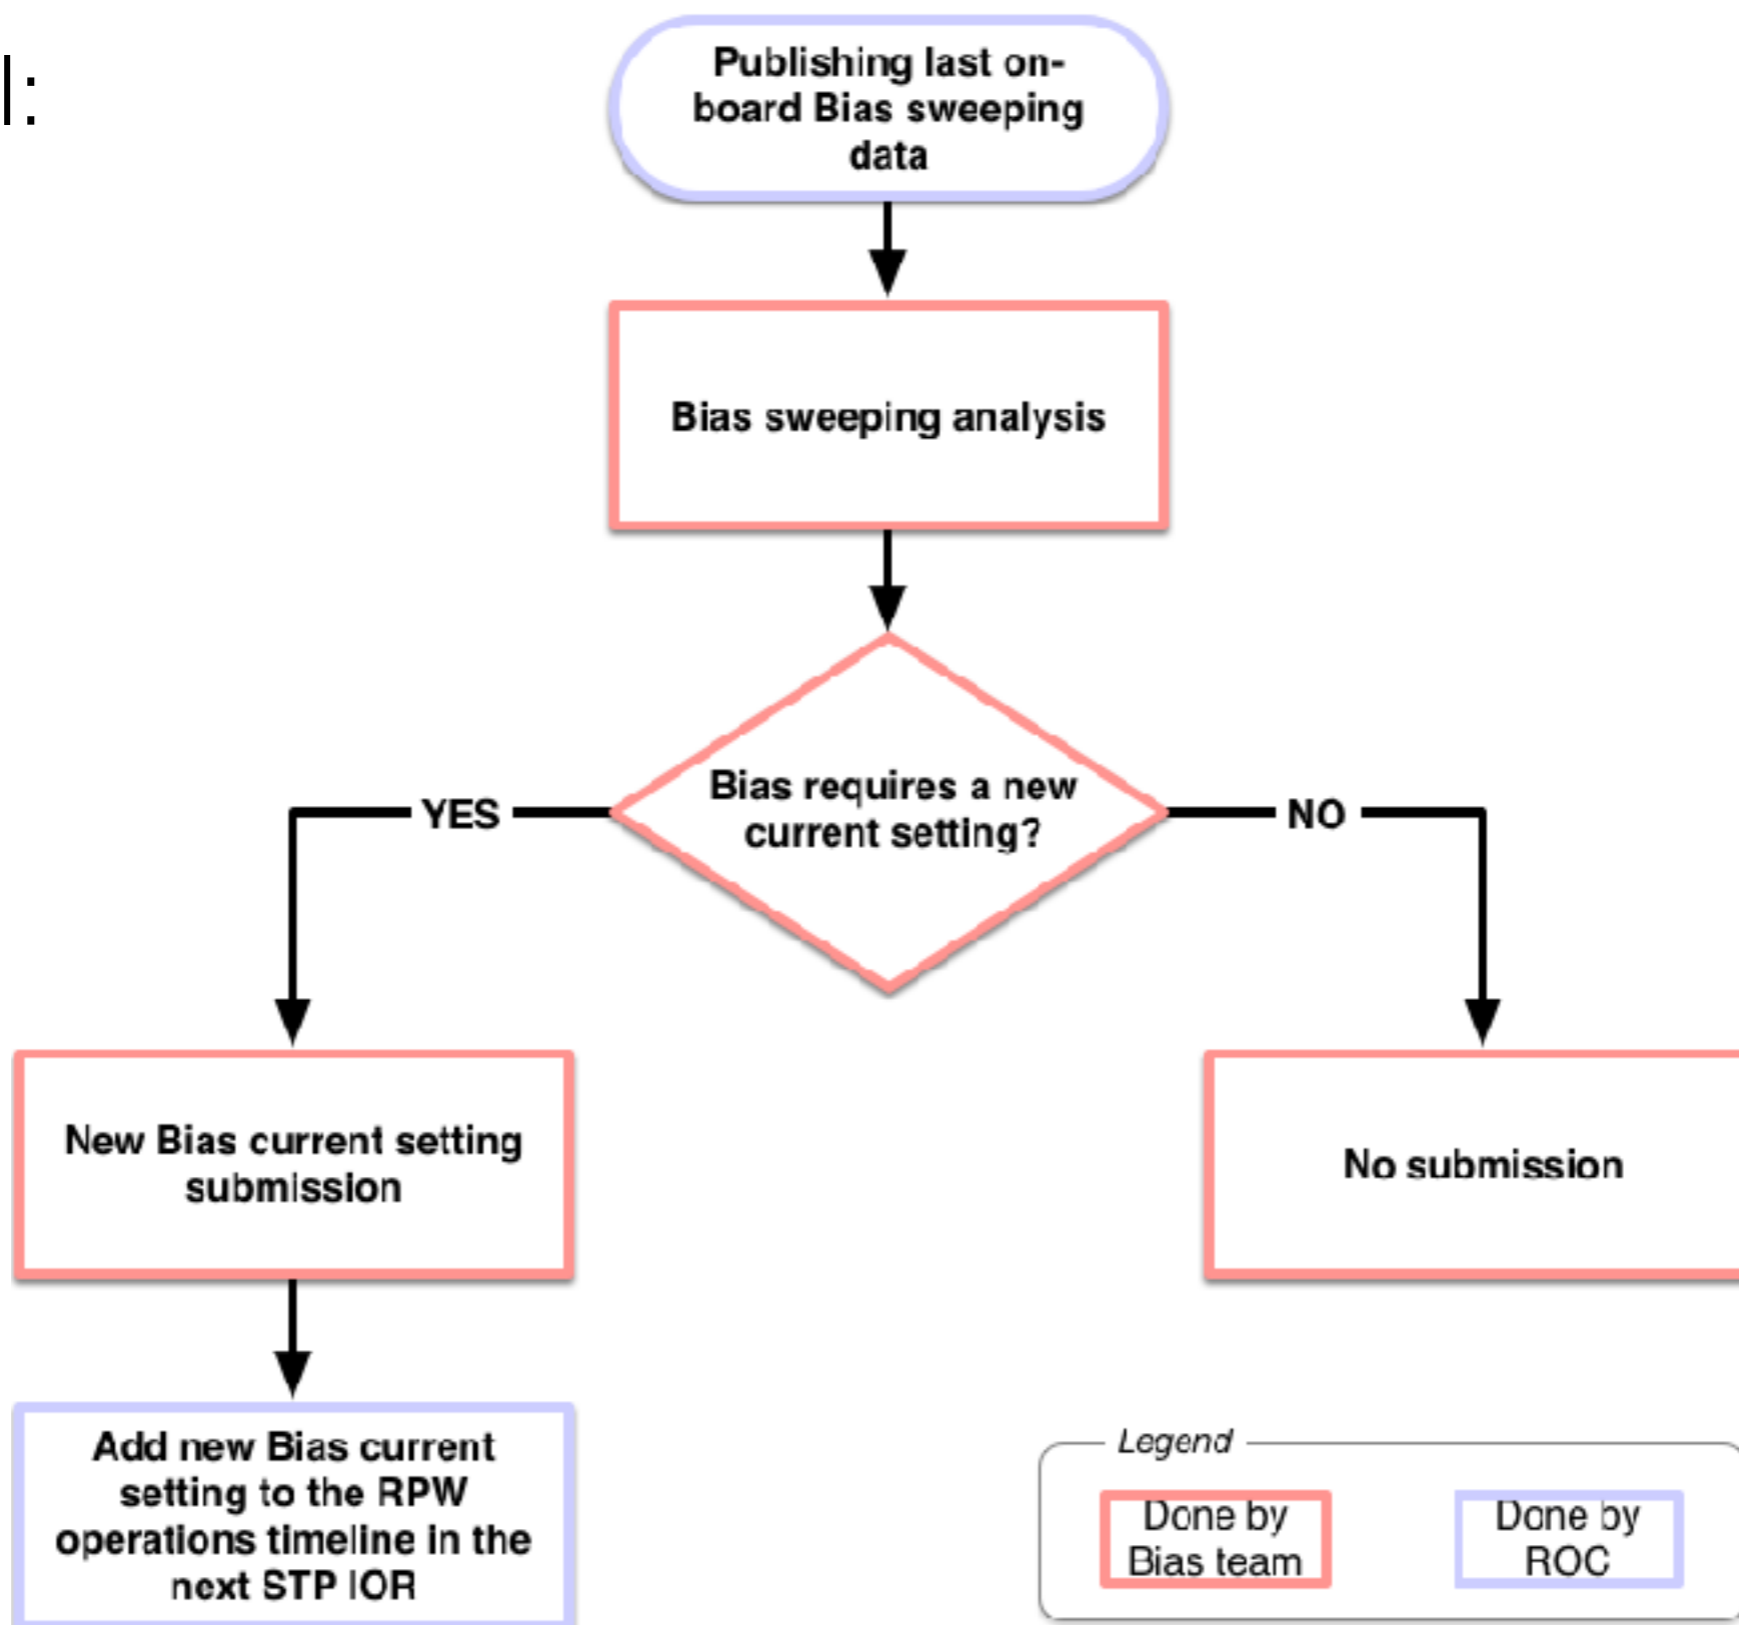 l:
Publishing last on-
board Bias sweeping
data
Bias sweeping analysis
Bias requires a new
current setting?
YES
NO
New Bias current setting
submission
No submission
Add new Bias current
setting to the RPW
operations timeline in the
next STP IOR
Legend
Done by
Bias team
Done by
ROC